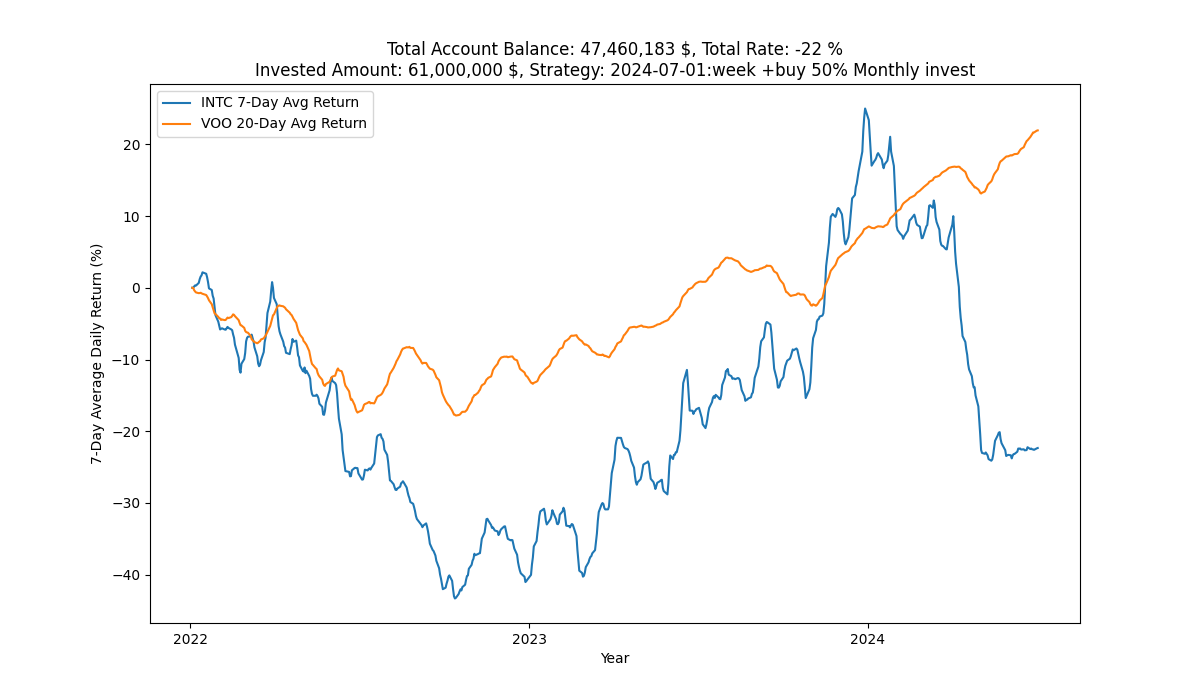 Total Account Balance: 47,460,183 $, Total Rate: -22 %
Invested Amount: 61,000,000 $, Strategy: 2024-07-01:week +buy 50% Monthly invest
INTC 7-Day Avg Return
VOO 20-Day Avg Return
7-Day Average Daily Return (%)
20
10
0
−10
−20
−30
−40
2022
2023
2024
Year